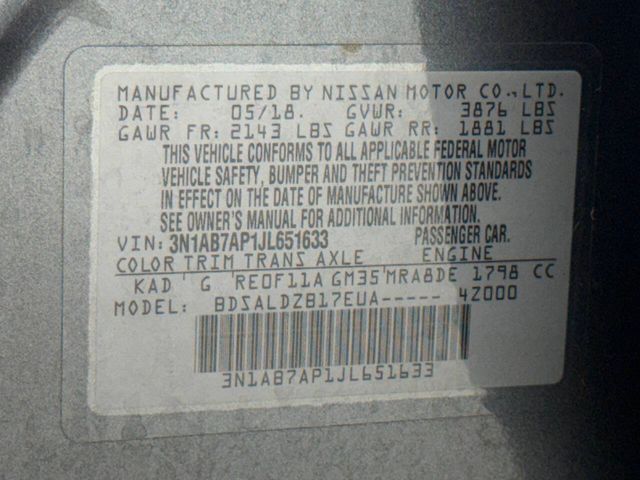 MANUFACTURED BY NISSAN MOTOR CO.,LTD.
DATE: 05/18. GVWR: 3876 LBS
GAWR FR: 2143 LBS GAWR RR: 1881 LBS
THIS VEHICLE CONFORMS TO ALL APPLICABLE FEDERAL MOTOR
VEHICLE SAFETY, BUMPER AND THEFT PREVENTION STANDARDS
IN EFFECT ON THE DATE OF MANUFACTURE SHOWN ABOVE.
SEE OWNER'S MANUAL FOR ADDITIONAL INFORMATION.
VIN: 3N1AB7AP1JL651633 PASSENGER CAR.
COLOR TRIM TRANS AXLE ENGINE
KAD G RE0F11A GM35 MRA8DE 1798 CC
MODEL: BDSALDZB17EUA----- 4Z000
3N1AB7AP1JL651633